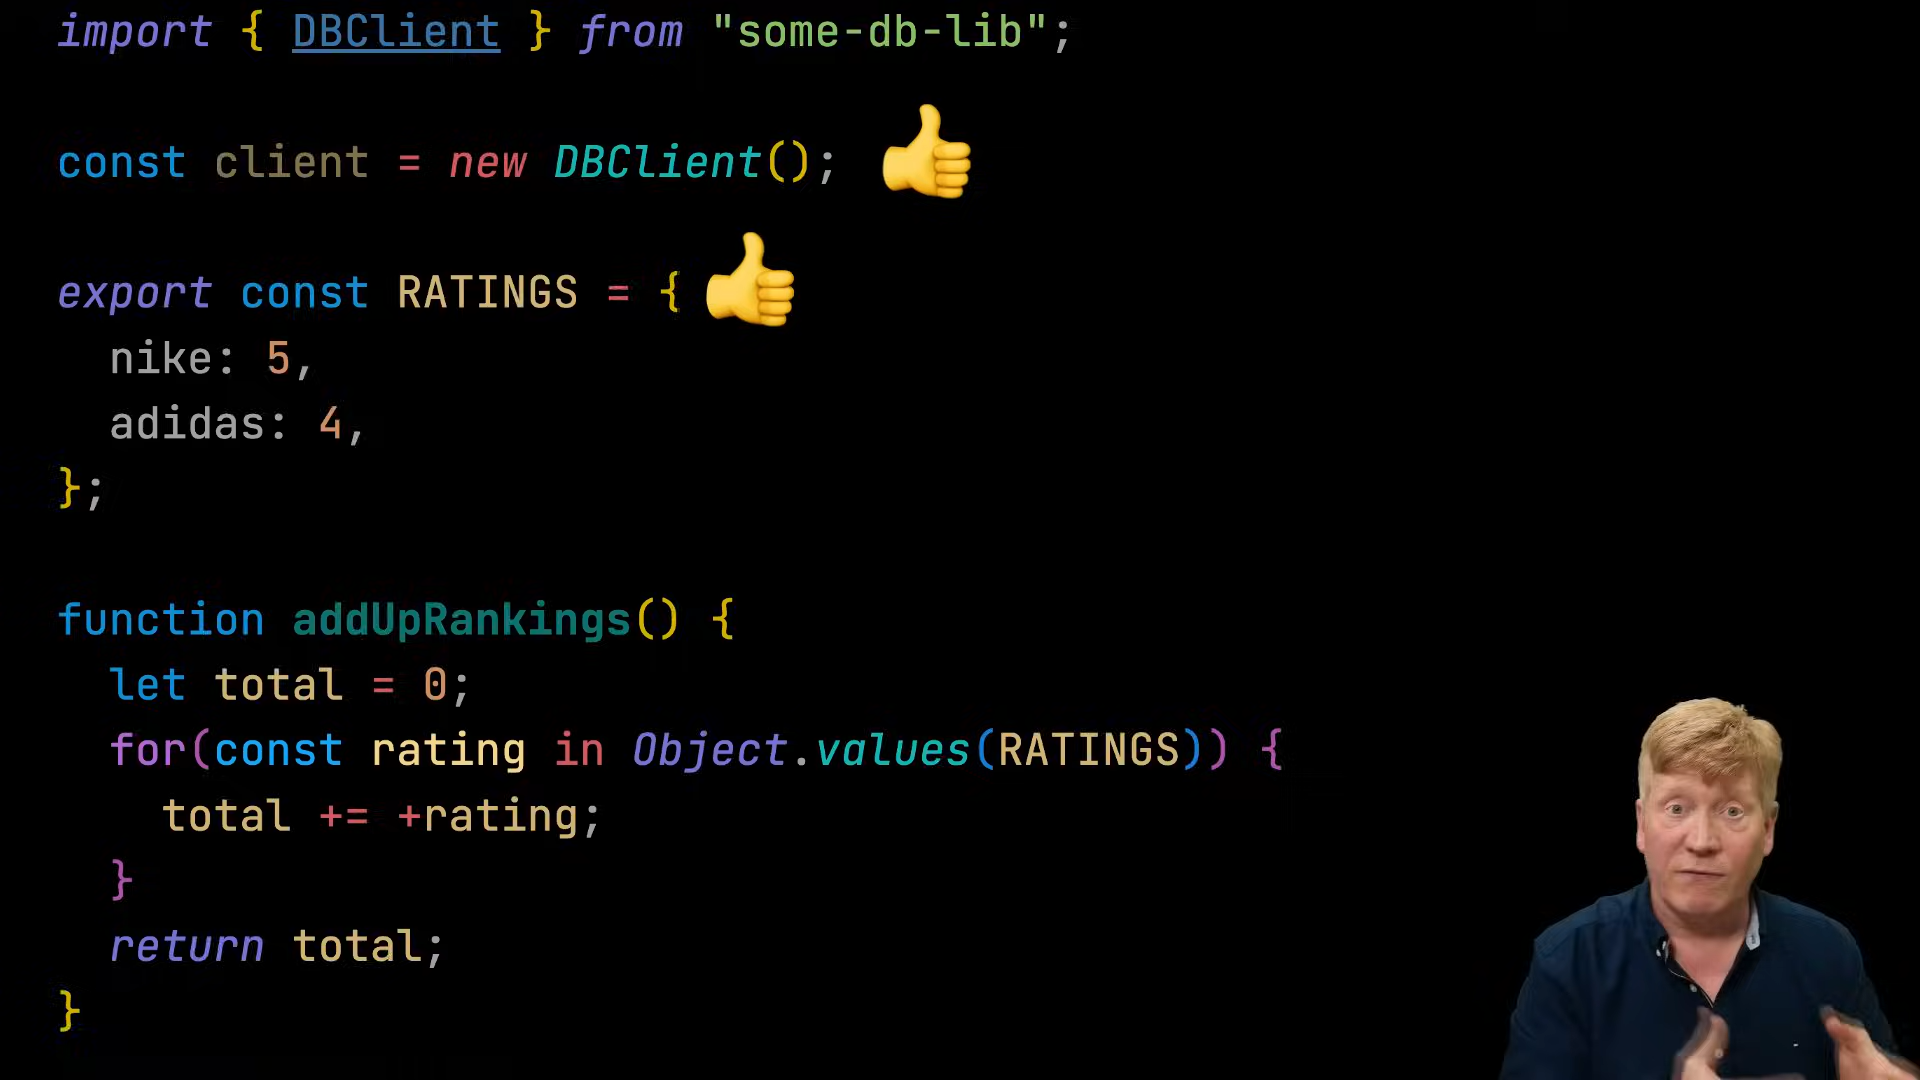 import { DBClient } from "some-db-lib";
const client = new DBClient();
export const RATINGS = {
  nike: 5,
  adidas: 4,
};
function addUpRankings() {
  let total = 0;
  for(const rating in Object.values(RATINGS)) {
    total += +rating;
  }
  return total;
}